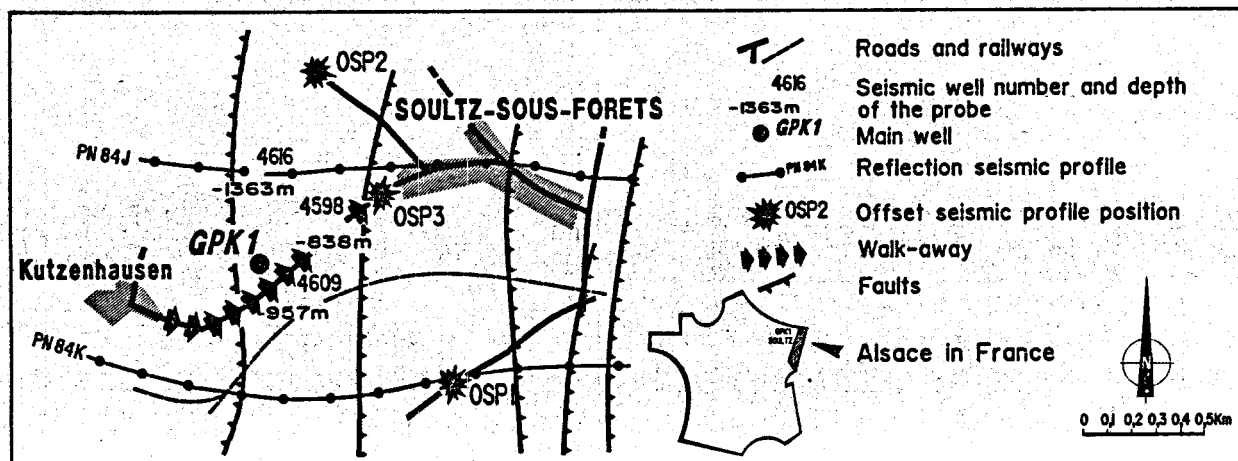 OSP2
SOULTZ-SOUS-FORETS
PN 84J
4616
-1363m
4598
OSP3
-838m
GPK1
Kutzenhausen
4609
-957m
PN 84K
OSP1
Roads and railways
4616
-1363m
Seismic well number and depth
of the probe
GPK1
Main well
PN 84K
Reflection seismic profile
OSP2
Offset seismic profile position
Walk-away
Faults
GPK1
SOULTZ
Alsace in France
N
0 0,1 0,2 0,3 0,4 0,5Km